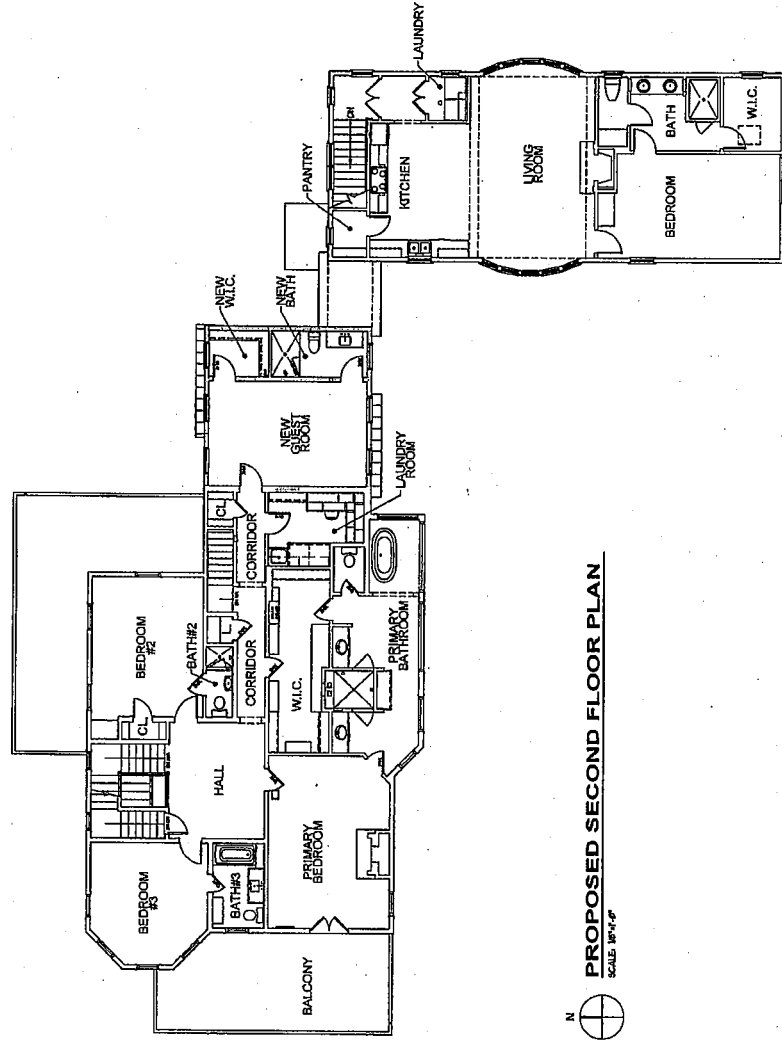 LAUNDRY
PANTRY
DN
KITCHEN
LIVING
ROOM
BATH
W.I.C.
BEDROOM
NEW
W.I.C.
NEW
BATH
NEW
GUEST
ROOM
LAUNDRY
ROOM
CL.
CORRIDOR
BEDROOM
#2
BATH#2
CORRIDOR
W.I.C.
PRIMARY
BATHROOM
CL.
HALL
BEDROOM
#3
BATH#3
PRIMARY
BEDROOM
BALCONY
N
PROPOSED SECOND FLOOR PLAN